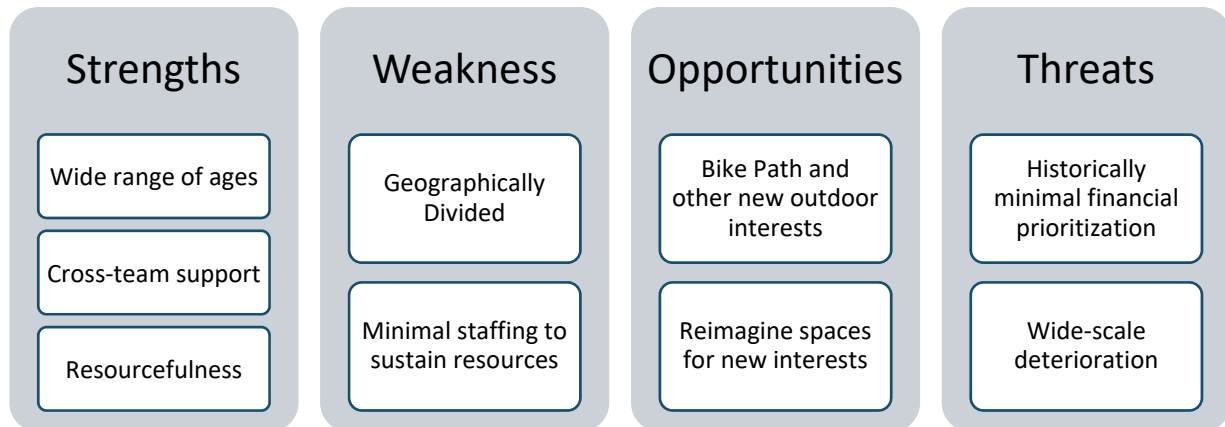 Strengths
Wide range of ages
Cross-team support
Resourcefulness
Weakness
Geographically
Divided
Minimal staffing to
sustain resources
Opportunities
Bike Path and
other new outdoor
interests
Reimagine spaces
for new interests
Threats
Historically
minimal financial
prioritization
Wide-scale
deterioration